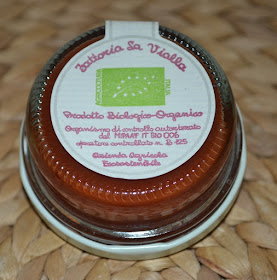 Fattoria La Vialla
Prodotto Biologico-Organico
Organismo di controllo autorizzato
dal MIPAAF IT BIO 006
operatore controllato n. B-125
Azienda Agricola
Ecosostenibile